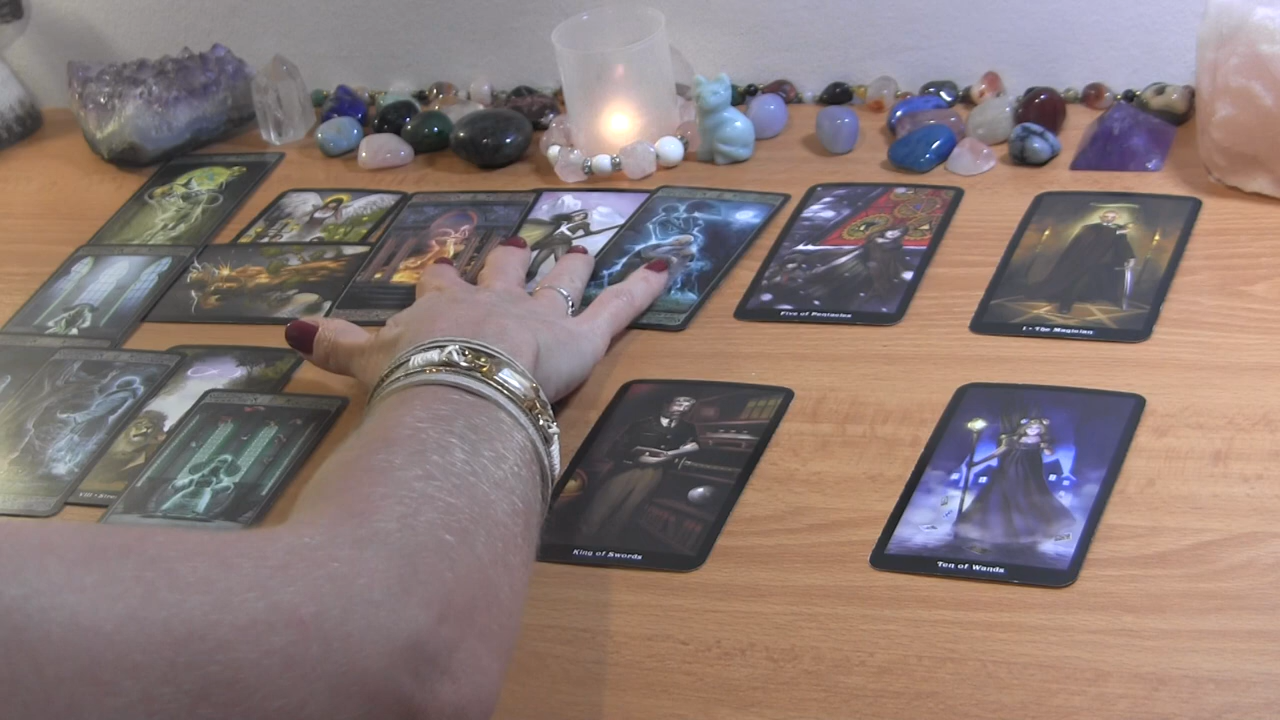 Five of Pentacles
I • The Magician
King of Swords
Ten of Wands